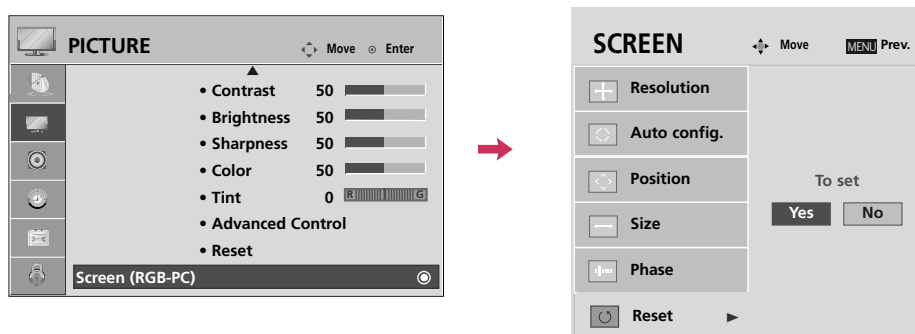 PICTURE
Move
Enter
• Contrast 50
• Brightness 50
• Sharpness 50
• Color 50
• Tint 0 R G
• Advanced Control
• Reset
Screen (RGB-PC)
SCREEN
Move
MENU Prev.
Resolution
Auto config.
Position
Size
Phase
Reset
To set
Yes No